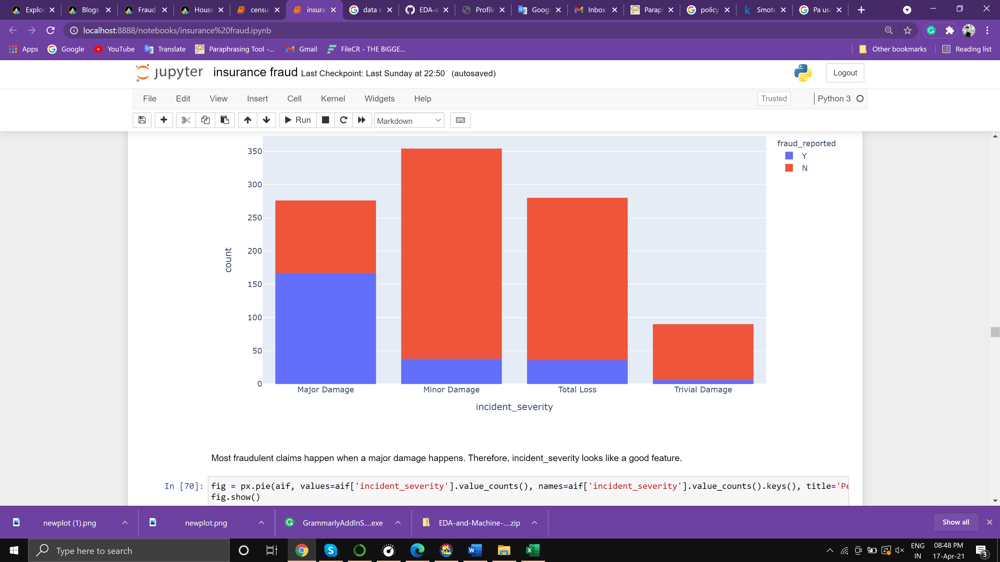 Explor
Blogs
Fraud
House
censu
insura
data s
EDA-a
Profile
Googl
Inbox
Parap
policy
Smote
Pa usa
localhost:8888/notebooks/insurance%20fraud.ipynb
Apps
Google
YouTube
Translate
Paraphrasing Tool -...
Gmail
FileCR - THE BIGGE...
Other bookmarks
Reading list
jupyter insurance fraud Last Checkpoint: Last Sunday at 22:50 (autosaved)
Logout
File Edit View Insert Cell Kernel Widgets Help
Trusted
Python 3
Run
Markdown
fraud_reported
Y
N
350
300
250
200
150
100
50
0
count
Major Damage
Minor Damage
Total Loss
Trivial Damage
incident_severity
Most fraudulent claims happen when a major damage happens. Therefore, incident_severity looks like a good feature.
In [70]: fig = px.pie(aif, values=aif['incident_severity'].value_counts(), names=aif['incident_severity'].value_counts().keys(), title='Pe
fig.show()
newplot (1).png
newplot.png
GrammarlyAddInS....exe
EDA-and-Machine-....zip
Show all
Type here to search
ENG
IN
08:48 PM
17-Apr-21
3